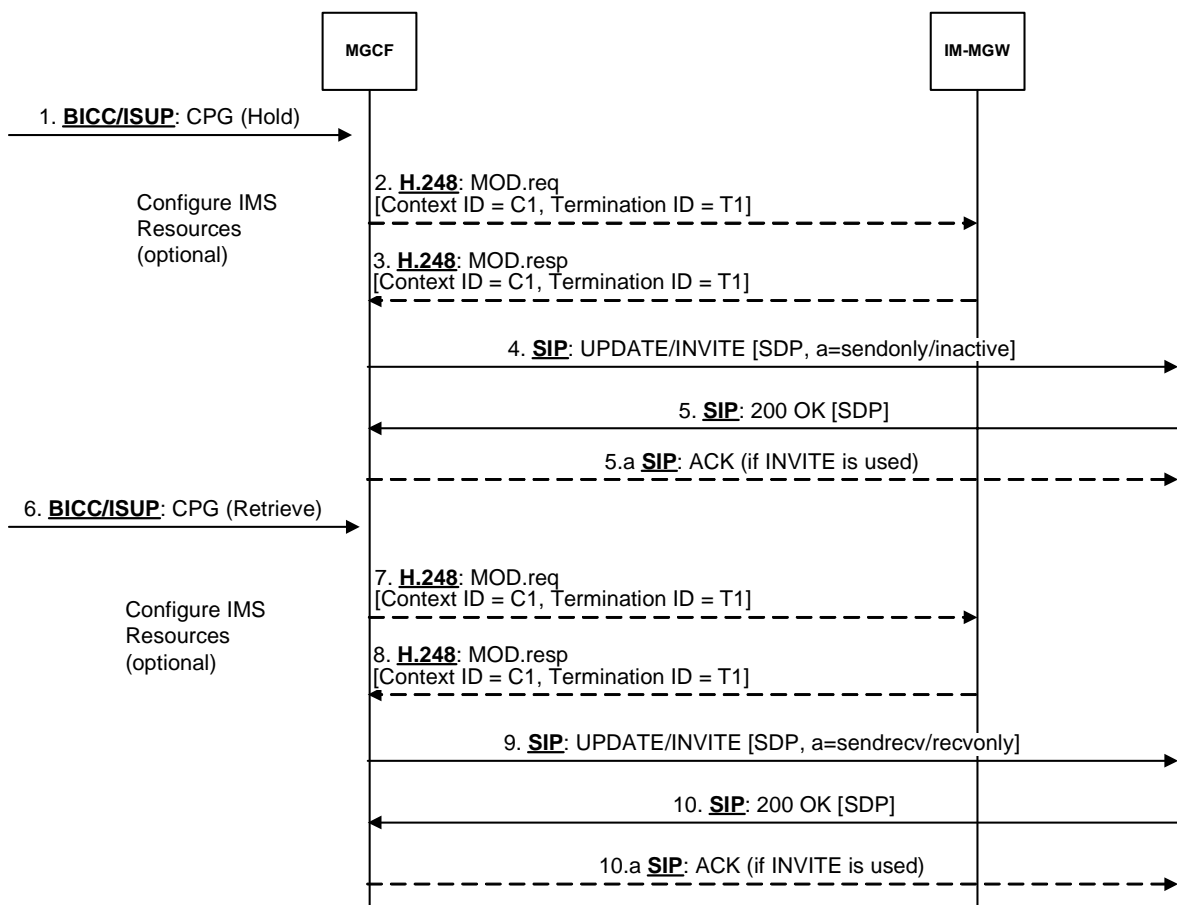 MGCF
IM-MGW
1. BICC/ISUP: CPG (Hold)
2. H.248: MOD.req
[Context ID = C1, Termination ID = T1]
Configure IMS
Resources
(optional)
3. H.248: MOD.resp
[Context ID = C1, Termination ID = T1]
4. SIP: UPDATE/INVITE [SDP, a=sendonly/inactive]
5. SIP: 200 OK [SDP]
5.a SIP: ACK (if INVITE is used)
6. BICC/ISUP: CPG (Retrieve)
7. H.248: MOD.req
[Context ID = C1, Termination ID = T1]
Configure IMS
Resources
(optional)
8. H.248: MOD.resp
[Context ID = C1, Termination ID = T1]
9. SIP: UPDATE/INVITE [SDP, a=sendrecv/recvonly]
10. SIP: 200 OK [SDP]
10.a SIP: ACK (if INVITE is used)